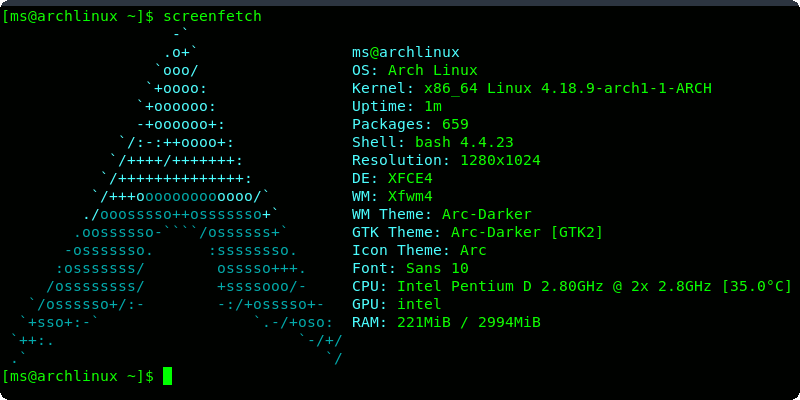 [ms@archlinux ~]$ screenfetch
                   -`
                  .o+`                 ms@archlinux
                 `ooo/                 OS: Arch Linux
                `+oooo:                Kernel: x86_64 Linux 4.18.9-arch1-1-ARCH
               `+oooooo:               Uptime: 1m
               -+oooooo+:              Packages: 659
             `/:-:++oooo+:             Shell: bash 4.4.23
            `/++++/+++++++:            Resolution: 1280x1024
           `/++++++++++++++:           DE: XFCE4
          `/+++ooooooooooooo/`         WM: Xfwm4
         ./ooosssso++osssssso+`        WM Theme: Arc-Darker
        .oossssso-````/ossssss+`       GTK Theme: Arc-Darker [GTK2]
       -osssssso.      :ssssssso.      Icon Theme: Arc
      :osssssss/        osssso+++.     Font: Sans 10
     /ossssssss/        +ssssooo/-     CPU: Intel Pentium D 2.80GHz @ 2x 2.8GHz [35.0°C]
   `/ossssso+/:-        -:/+osssso+-   GPU: intel
  `+sso+:-`                 `.-/+oso:  RAM: 221MiB / 2994MiB
 `++:.                           `-/+/
 .`                                 `/
[ms@archlinux ~]$